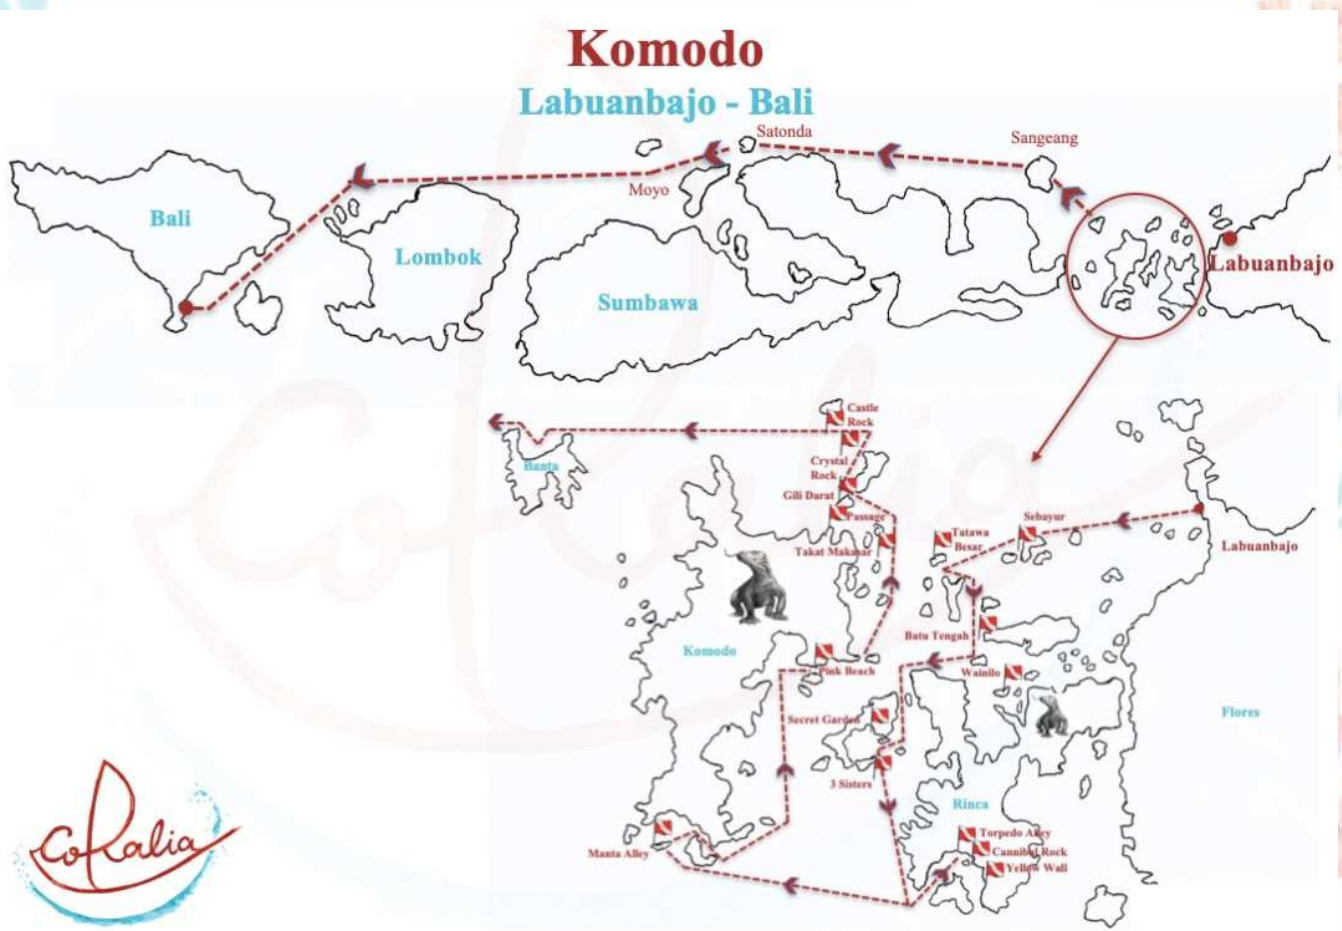 Komodo
Labuanbajo - Bali
Satonda
Sangeang
Moyo
Bali
Lombok
Sumbawa
Labuanbajo
Castle
Rock
Crystal
Rock
Banta
Gili Darat
Passage
Takat Makasar
Tatawa
Besar
Sebayur
Labuanbajo
Batu Tengah
Komodo
Pink Beach
Wainilo
Secret Garden
Flores
3 Sisters
Rinca
Torpedo Alley
Cannibal Rock
Yellow Wall
Manta Alley
CoRalia
CoRalia